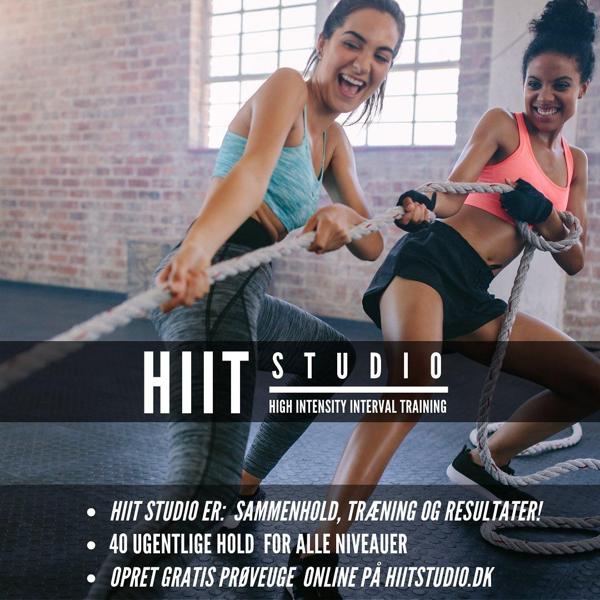 HIIT STUDIO
HIGH INTENSITY INTERVAL TRAINING
• HIIT STUDIO ER: SAMMENHOLD, TRÆNING OG RESULTATER!
• 40 UGENTLIGE HOLD FOR ALLE NIVEAUER
• OPRET GRATIS PRØVEUGE ONLINE PÅ HIITSTUDIO.DK